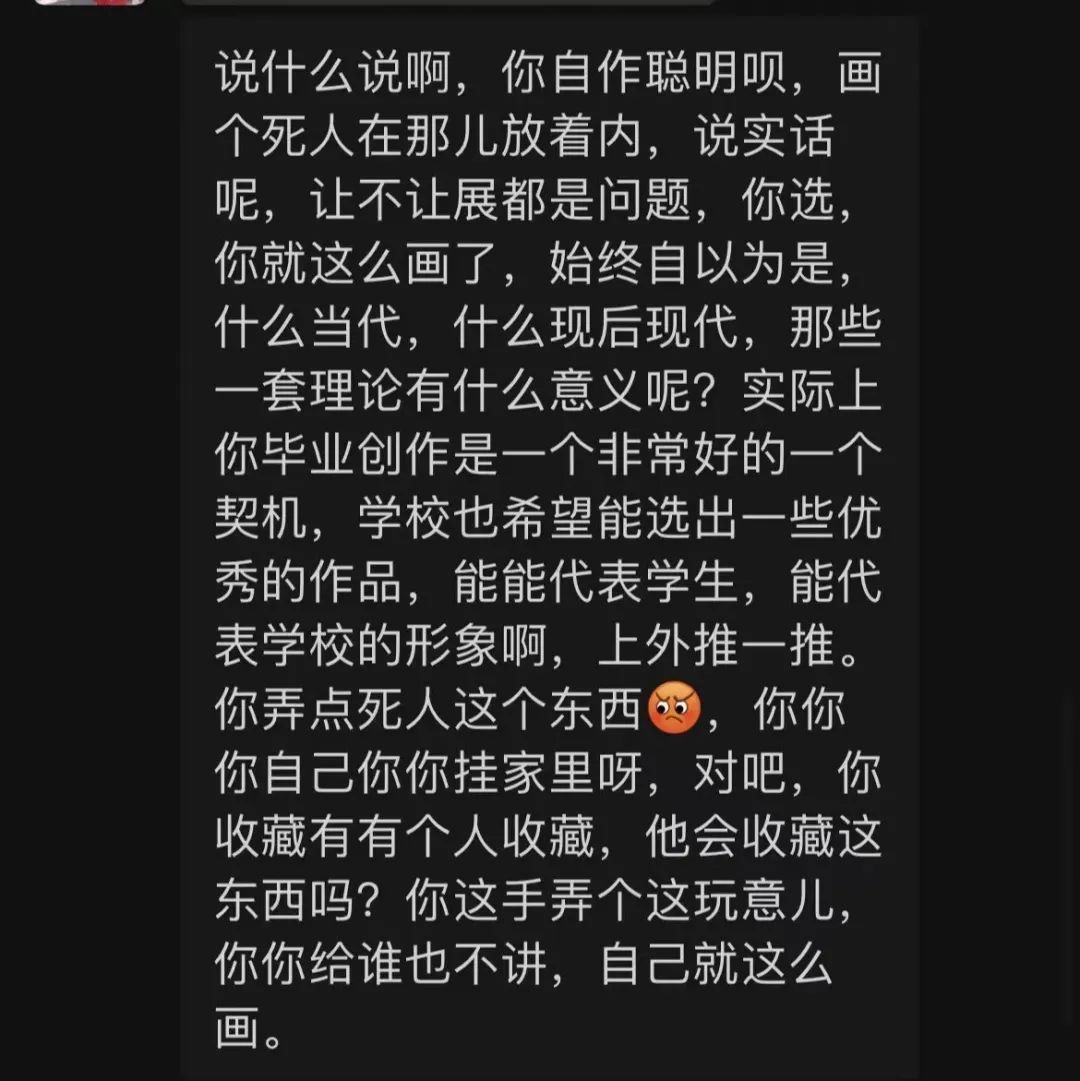 说什么说啊，你自作聪明呗，画
个死人在那儿放着内，说实话
呢，让不让展都是问题，你选，
你就这么画了，始终自以为是，
什么当代，什么现后现代，那些
一套理论有什么意义呢？实际上
你毕业创作是一个非常好的一个
契机，学校也希望能选出一些优
秀的作品，能能代表学生，能代
表学校的形象啊，上外推一推。
你弄点死人这个东西😡，你你
你自己你你挂家里呀，对吧，你
收藏有有个人收藏，他会收藏这
东西吗？你这手弄个这玩意儿，
你你给谁也不讲，自己就这么
画。